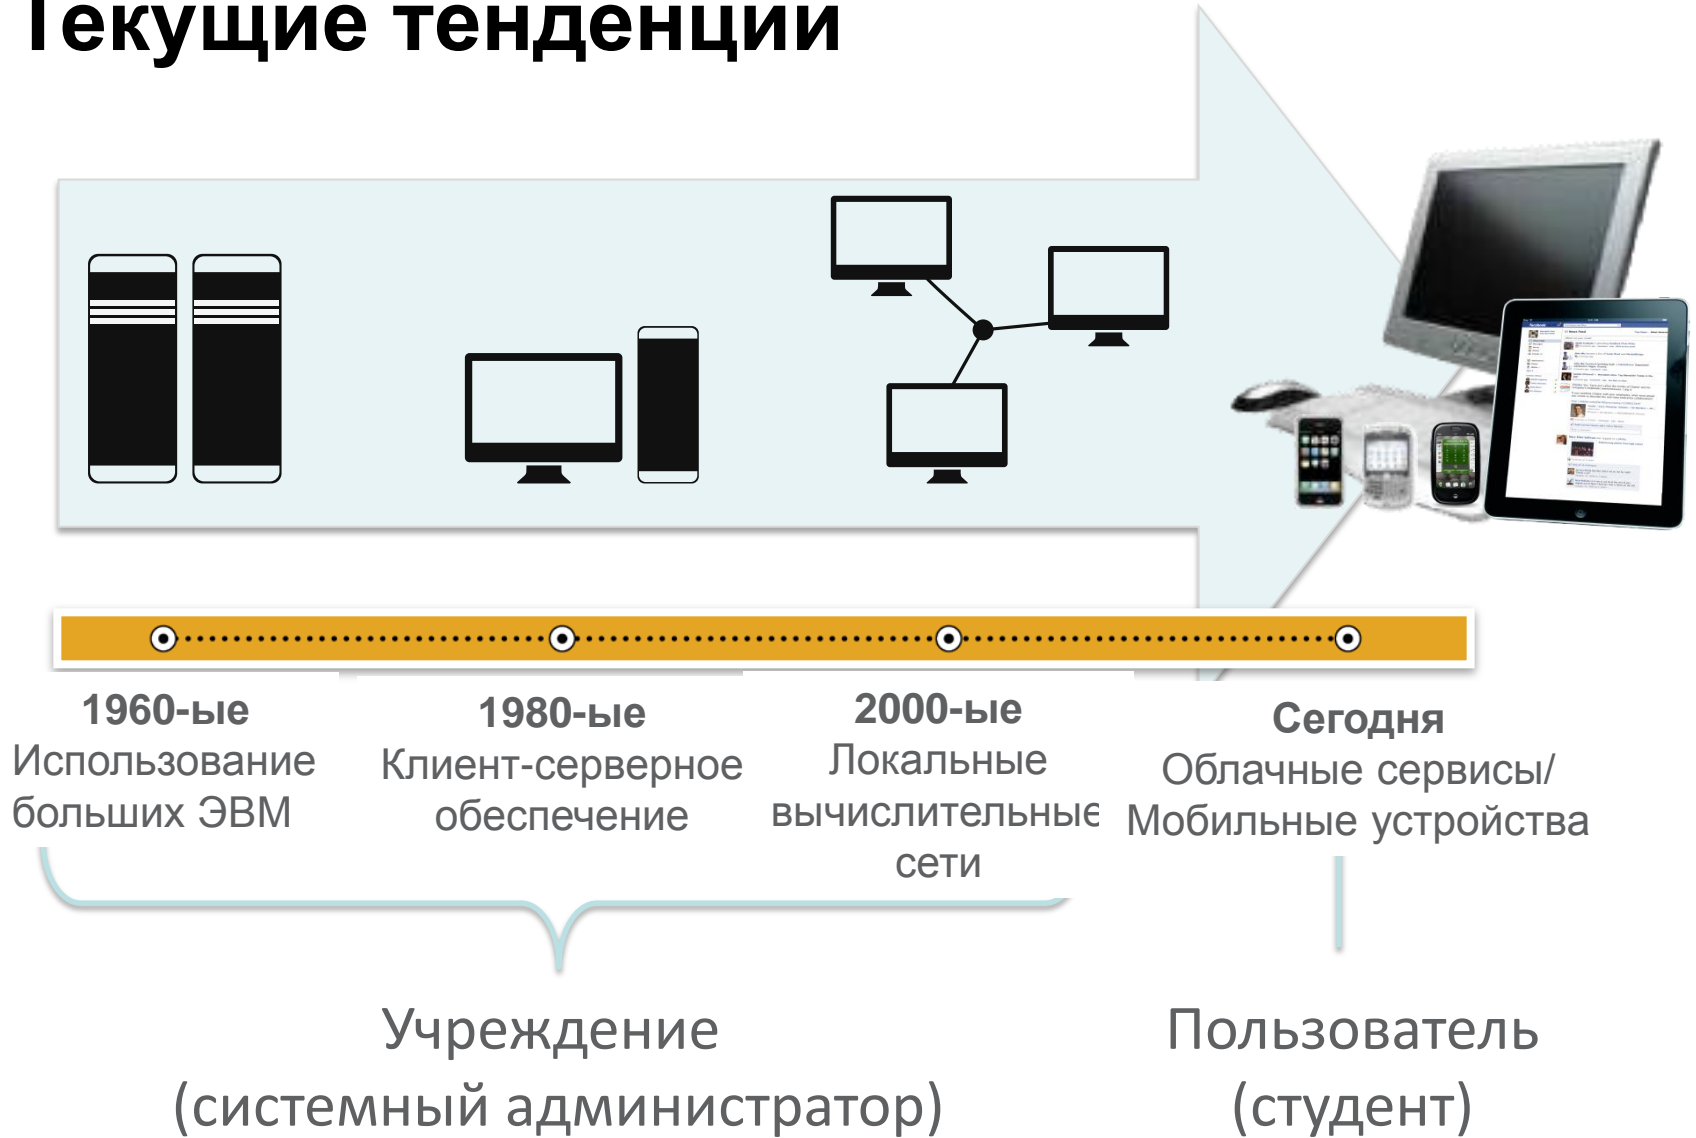 Текущие тенденции
1960-ые
Использование
больших ЭВМ
1980-ые
Клиент-серверное
обеспечение
2000-ые
Локальные
вычислительные
сети
Сегодня
Облачные сервисы/
Мобильные устройства
Учреждение
(системный администратор)
Пользователь
(студент)